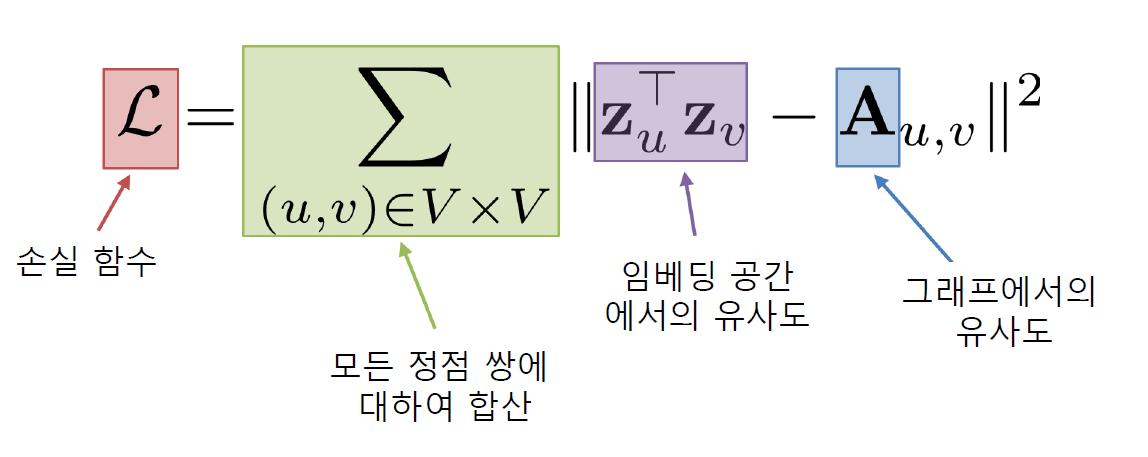 ℒ = ∑ ‖z_u^⊤ z_v − A_{u,v}‖²
(u,v)∈V×V
손실 함수
모든 정점 쌍에
대하여 합산
임베딩 공간
에서의 유사도
그래프에서의
유사도